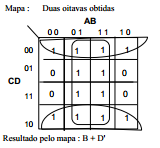 Mapa : Duas oitavas obtidas
AB
00 01 11 10
00 1 1 1 1
01 0 1 1 0
CD
11 0 1 1 0
10 1 1 1 1
Resultado pelo mapa : B + D'